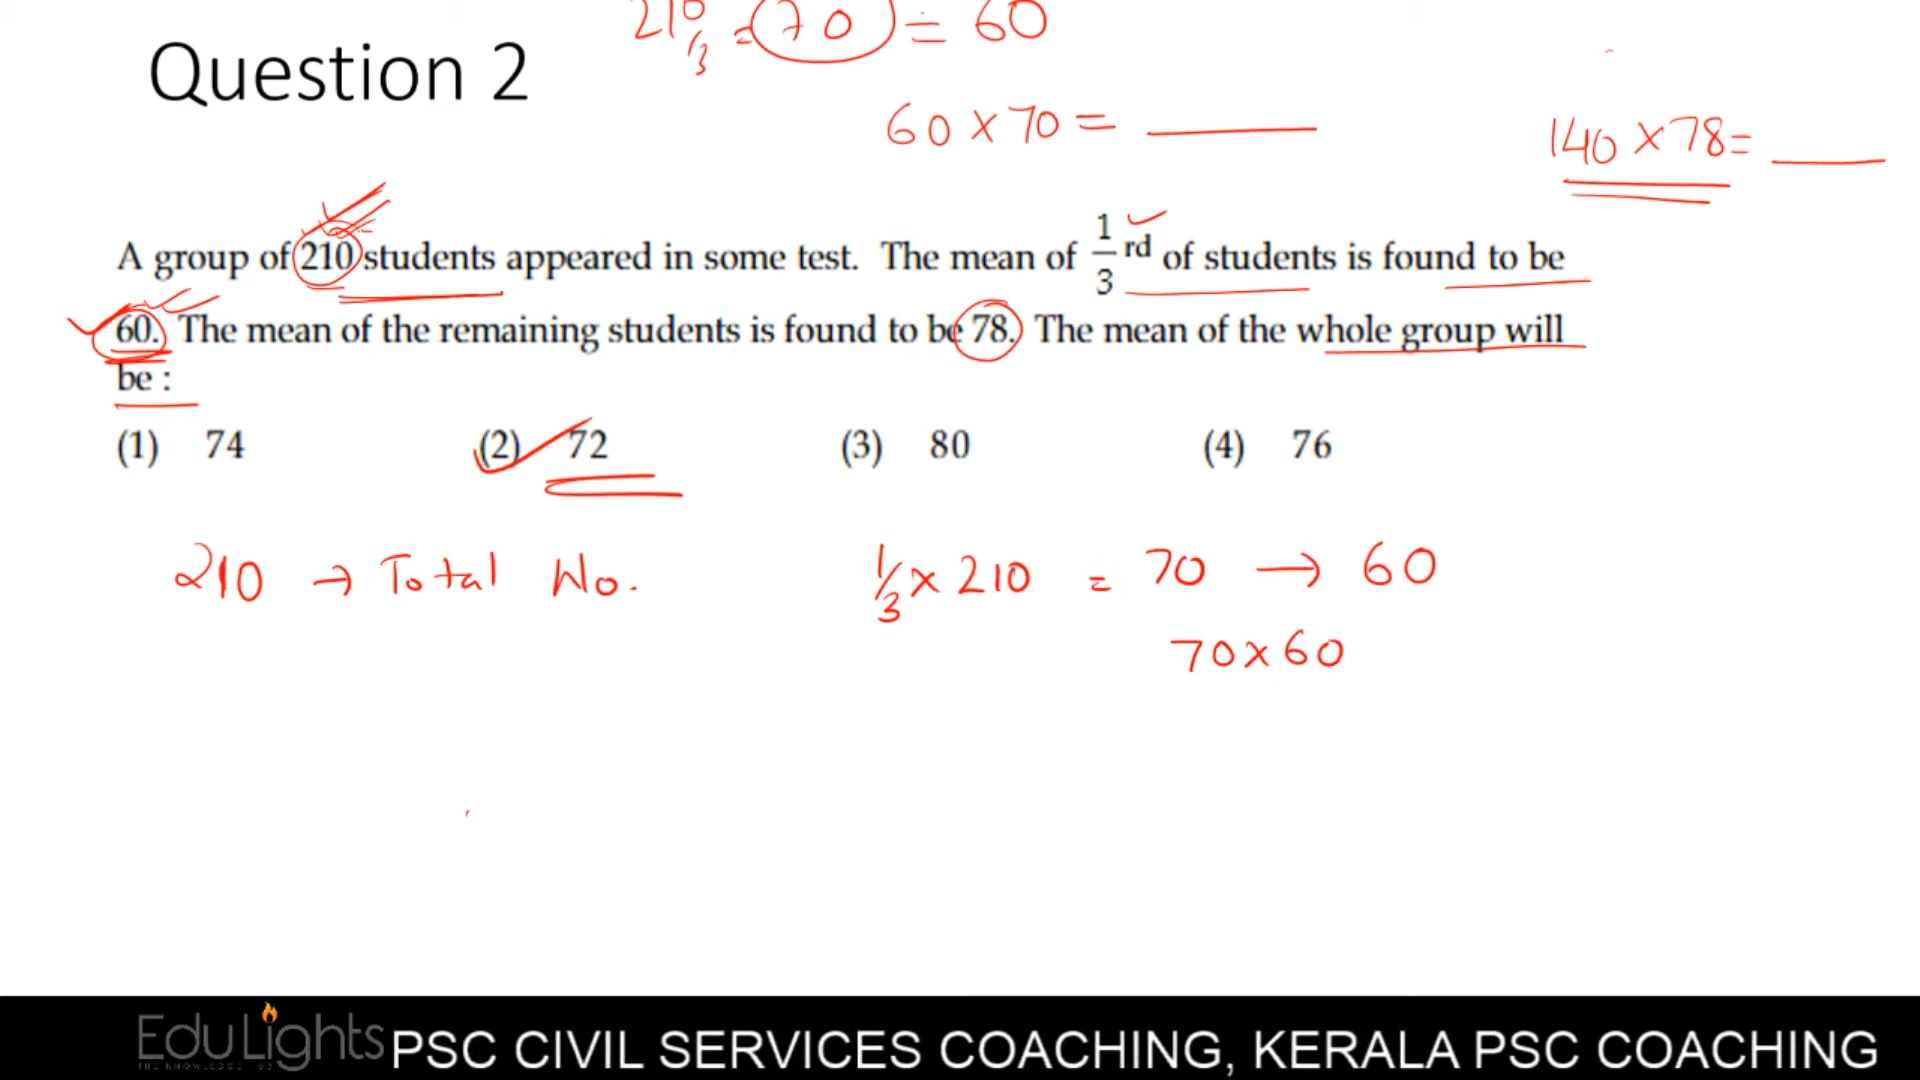 210
1/3 = 70 = 60
Question 2
60 x 70 =
140 x 78 =
A group of 210 students appeared in some test. The mean of 1/3 rd of students is found to be
60. The mean of the remaining students is found to be 78. The mean of the whole group will
be :
(1) 74 (2) 72 (3) 80 (4) 76
210 → Total No. 1/3 x 210 = 70 → 60
70 x 60
EduLights PSC CIVIL SERVICES COACHING, KERALA PSC COACHING